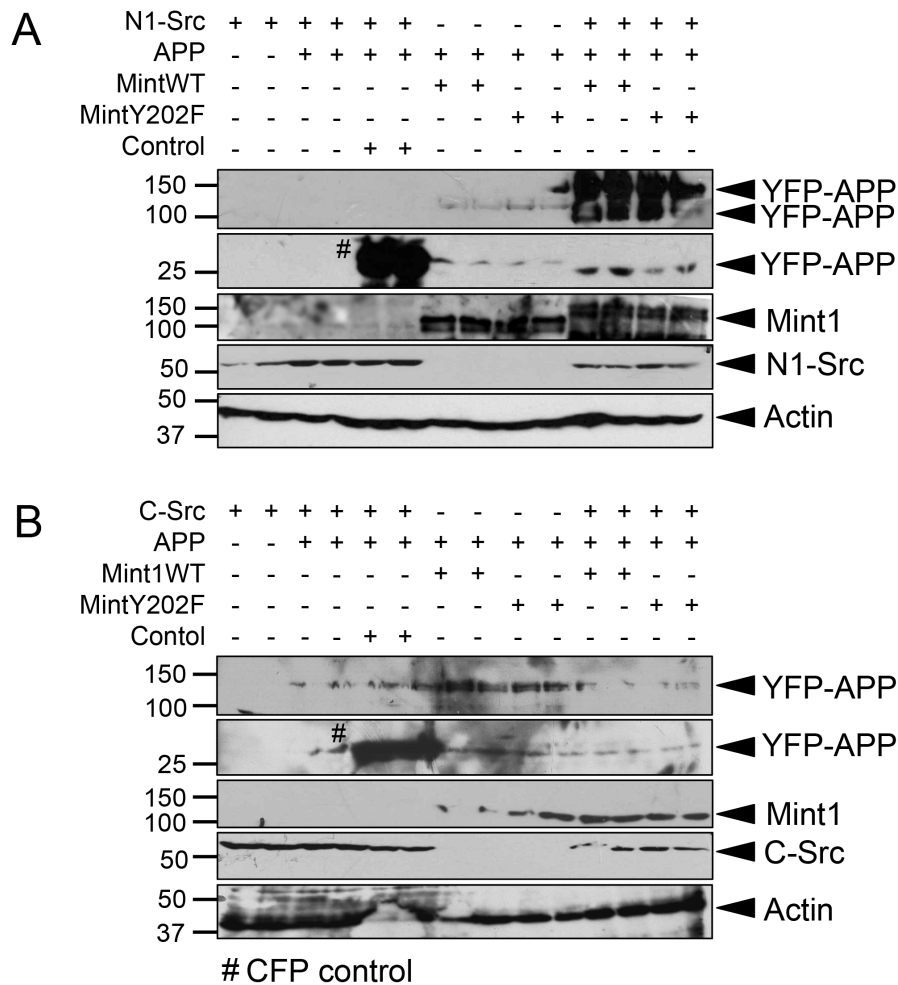 A
N1-Src + + + + + + - - - - + + + +
APP - - + + + + + + + + + + + +
MintWT - - - - - - + + - - + + - -
MintY202F - - - - - - - - + + - - + +
Control - - - - + + - - - - - - - -
150 YFP-APP
100 YFP-APP
# 25 YFP-APP
150
100 Mint1
50 N1-Src
50
37 Actin
B
C-Src + + + + + + - - - - + + + +
APP - - + + + + + + + + + + + +
Mint1WT - - - - - - + + - - + + - -
MintY202F - - - - - - - - + + - - + +
Contol - - - - + + - - - - - - - -
150 YFP-APP
100
# 25 YFP-APP
150
100 Mint1
50 C-Src
50 Actin
37
# CFP control